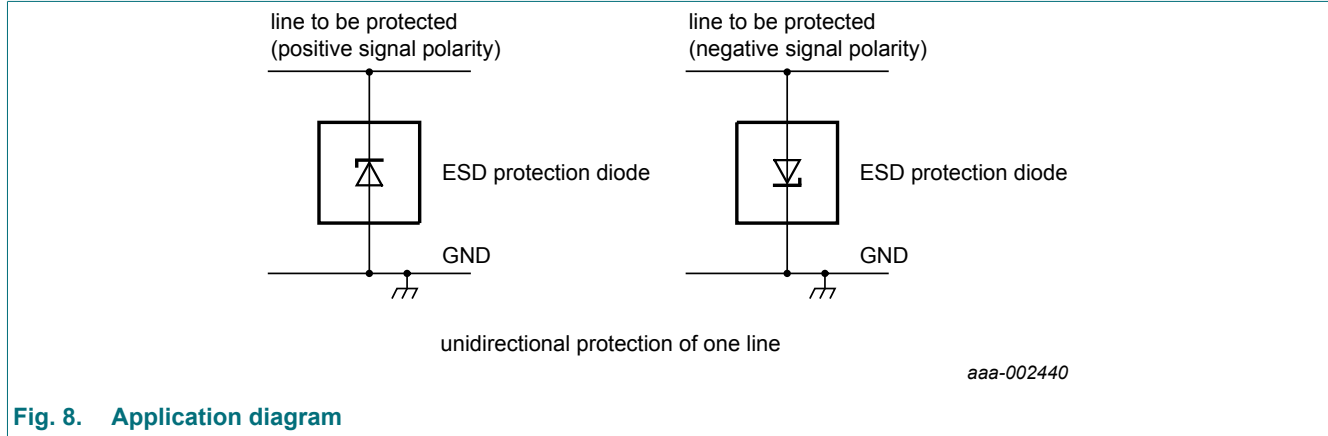 line to be protected
(positive signal polarity)
line to be protected
(negative signal polarity)
ESD protection diode
ESD protection diode
GND
GND
unidirectional protection of one line
aaa-002440
Fig. 8. Application diagram